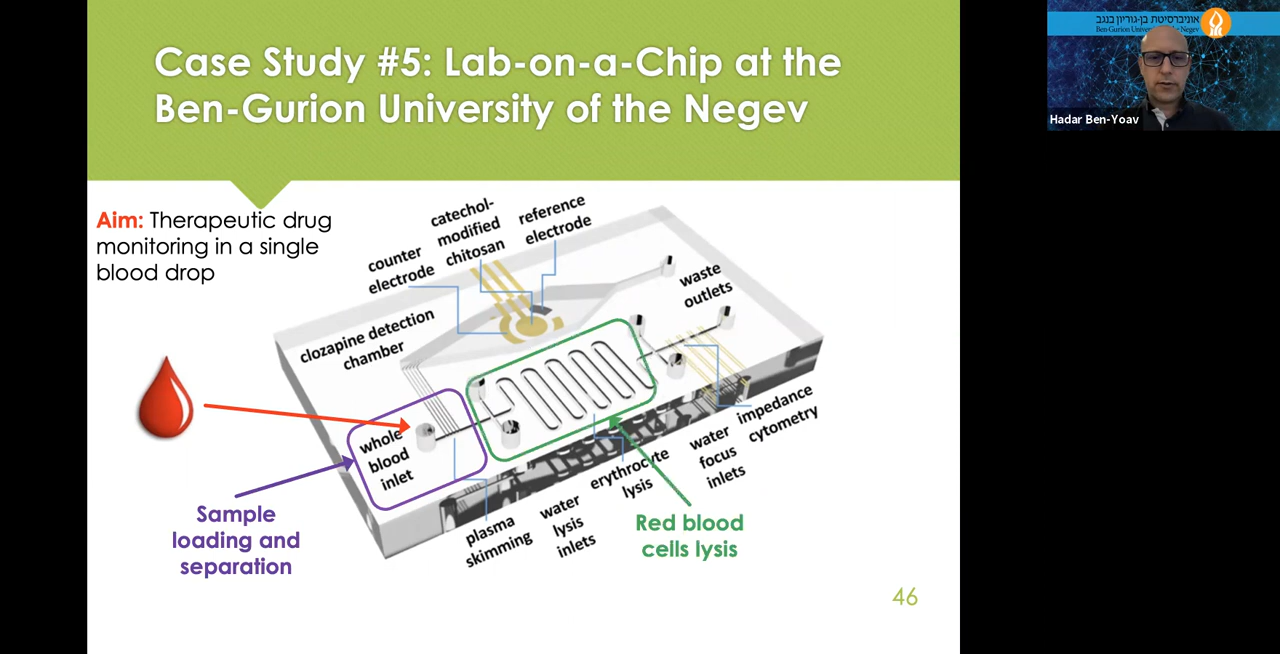 Case Study #5: Lab-on-a-Chip at the
Ben-Gurion University of the Negev
Aim: Therapeutic drug
monitoring in a single
blood drop
counter
electrode
catechol-
modified
chitosan
reference
electrode
waste
outlets
clozapine detection
chamber
whole
blood
inlet
plasma
skimming
water
lysis
inlets
erythrocyte
lysis
water
focus
inlets
impedance
cytometry
Sample
loading and
separation
Red blood
cells lysis
46
אוניברסיטת בן-גוריון בנגב
Ben-Gurion University of the Negev
Hadar Ben-Yoav